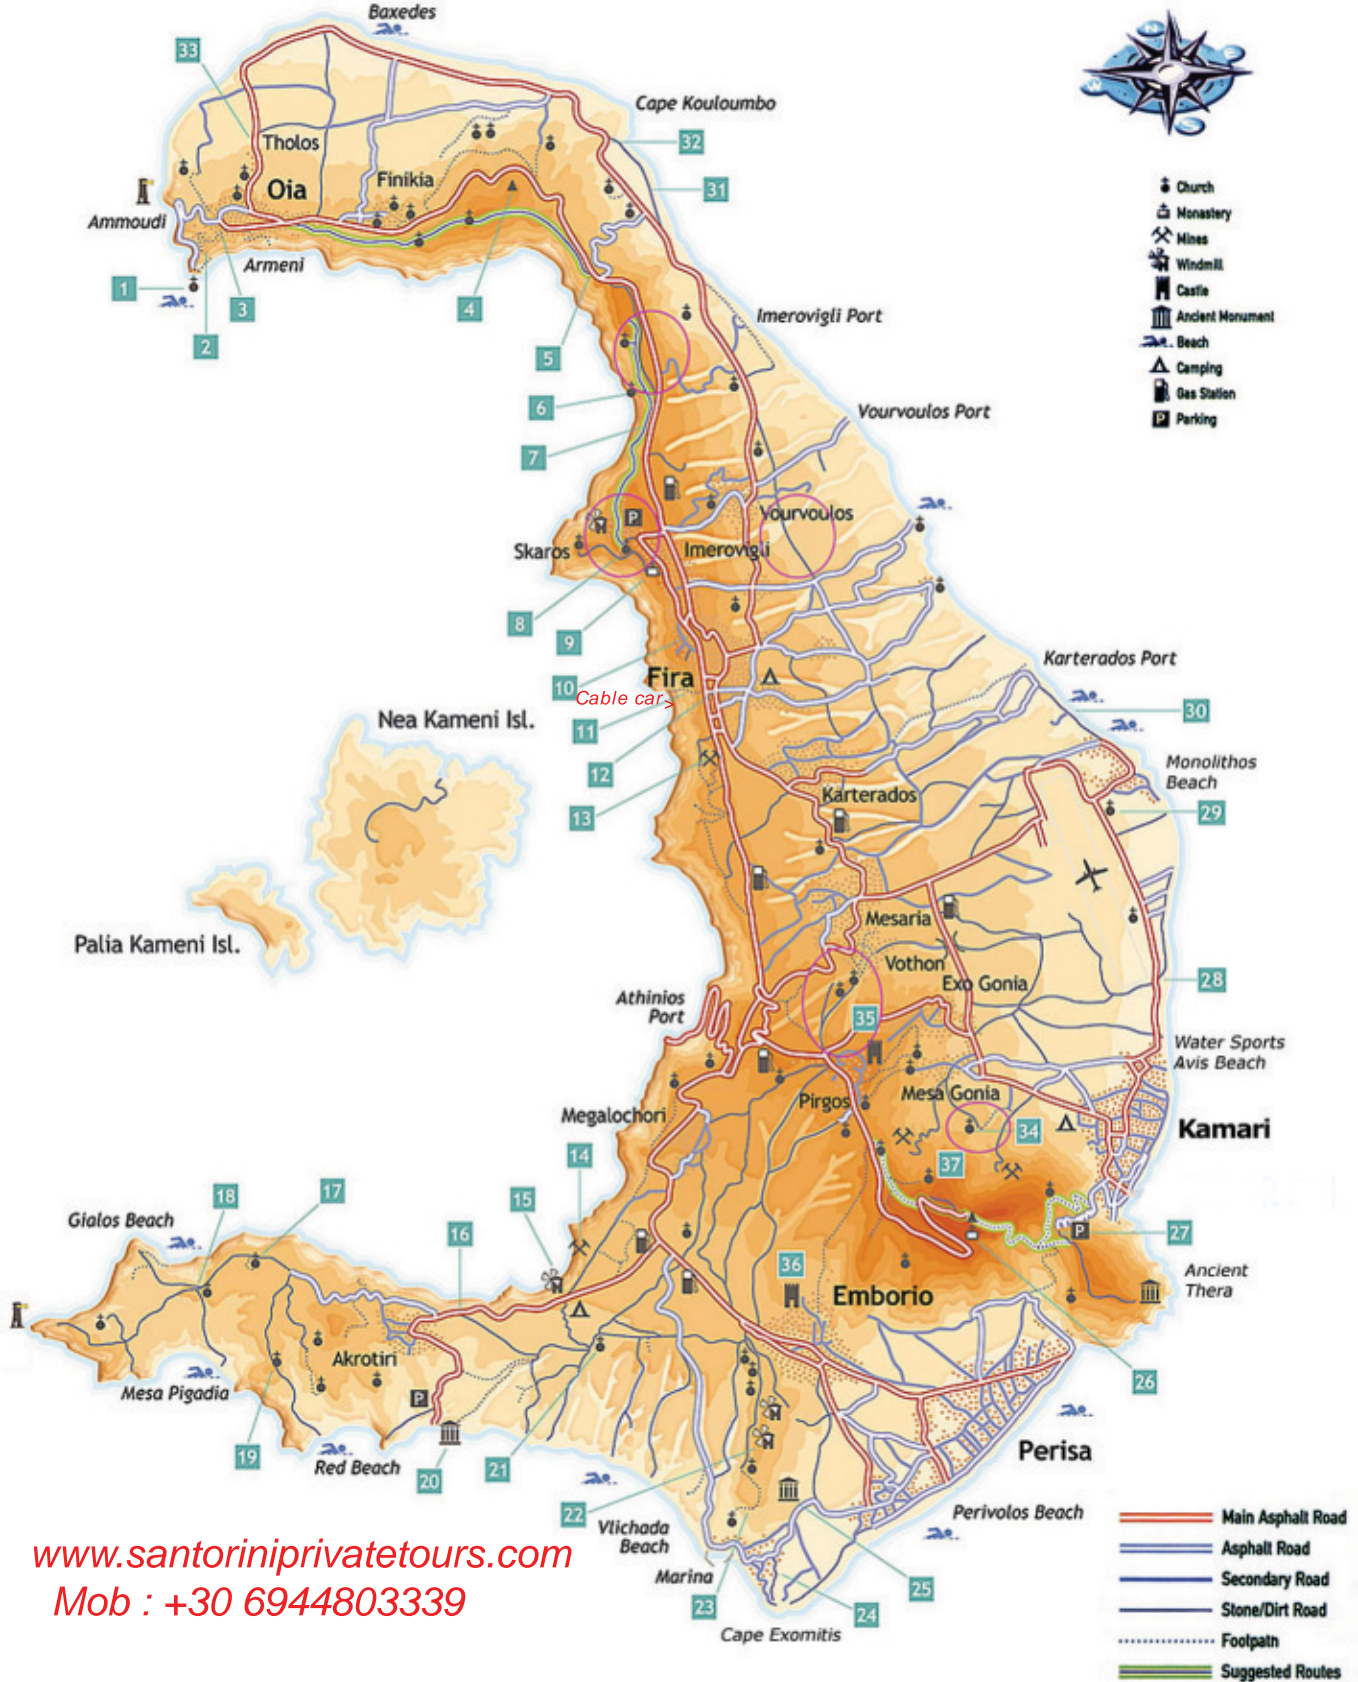 Baxedes
33
Cape Kouloumbo
32
Tholos
31
Oia
Finikia
Ammoudi
Armeni
1
3
4
2
5
Imerovigli Port
6
Vourvoulos Port
7
P
Vourvoulos
Skaros
Imerovigli
8
9
Karterados Port
10
Fira
Cable car >
11
30
Nea Kameni Isl.
12
Monolithos
Beach
13
Karterados
29
Mesaria
Palia Kameni Isl.
Vothon
Exo Gonia
28
Athinios
Port
35
Water Sports
Avis Beach
Pirgos
Mesa Gonia
Megalochori
34
Kamari
14
37
15
18
17
16
Gialos Beach
P
27
36
Emborio
Ancient
Thera
Akrotiri
Mesa Pigadia
P
26
19
Red Beach
20
21
Perisa
22
Vlichada
Beach
Perivolos Beach
Marina
23
24
25
Cape Exomitis
N
E
W
S
Church
Monastery
Mines
Windmill
Castle
Ancient Monument
Beach
Camping
Gas Station
P Parking
Main Asphalt Road
Asphalt Road
Secondary Road
Stone/Dirt Road
Footpath
Suggested Routes
www.santoriniprivatetours.com
Mob : +30 6944803339